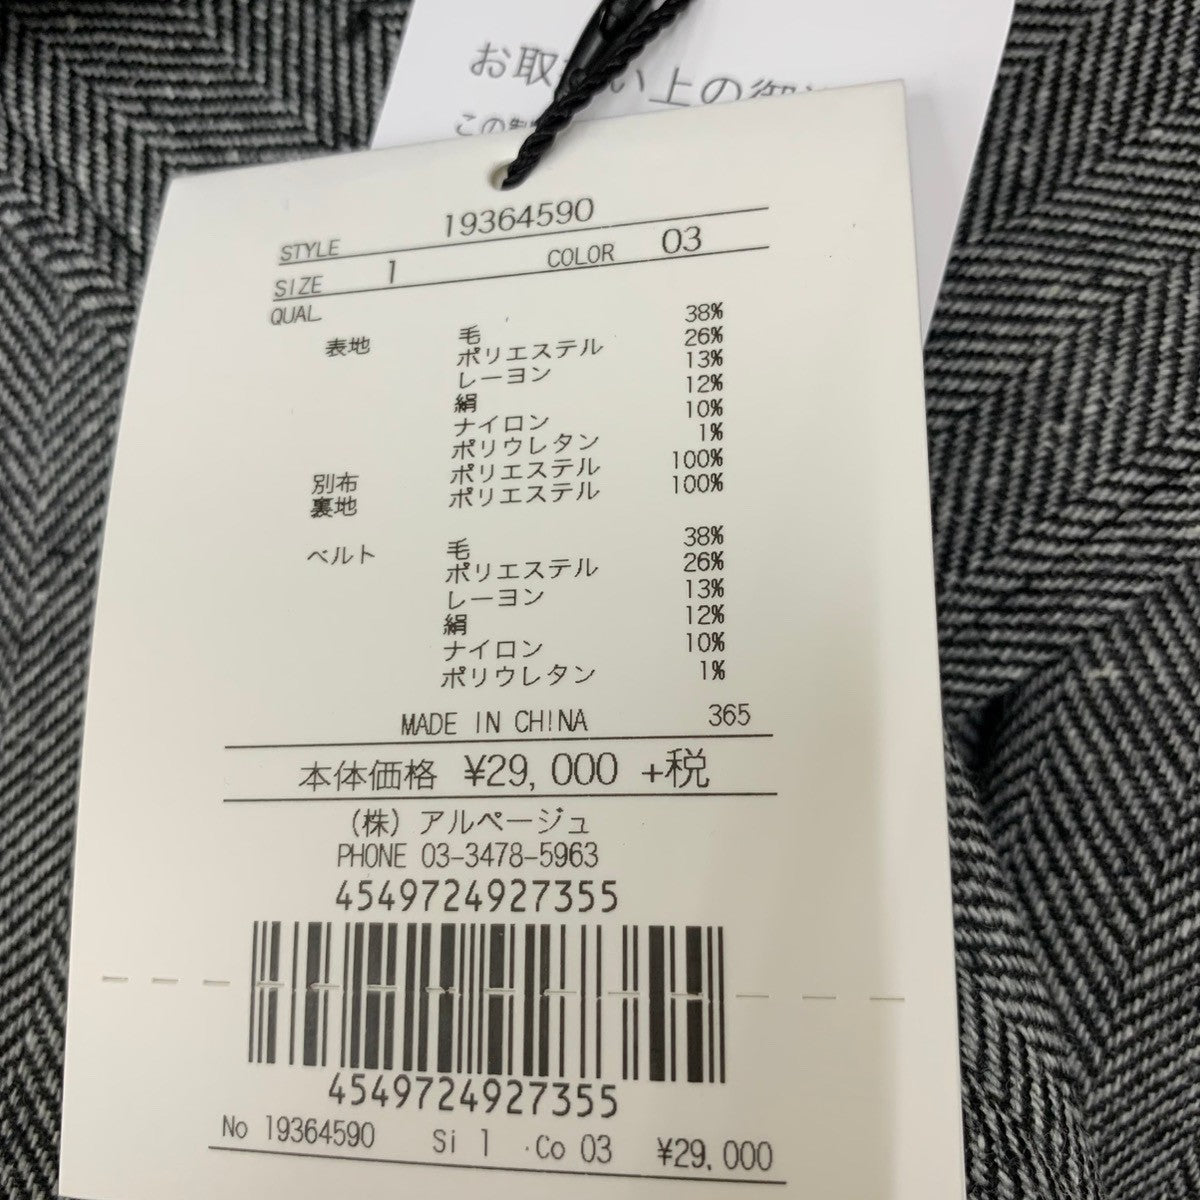 お取 い上の御
この製
STYLE 19364590
SIZE 1 COLOR 03
QUAL
表地 毛 38%
ポリエステル 26%
レーヨン 13%
絹 12%
ナイロン 10%
ポリウレタン 1%
別布 ポリエステル 100%
裏地 ポリエステル 100%
ベルト 毛 38%
ポリエステル 26%
レーヨン 13%
絹 12%
ナイロン 10%
ポリウレタン 1%
MADE IN CHINA 365
本体価格 ¥29,000 +税
(株) アルページュ
PHONE 03-3478-5963
4549724927355
4549724927355
No 19364590 Si 1 ·Co 03 ¥29,000